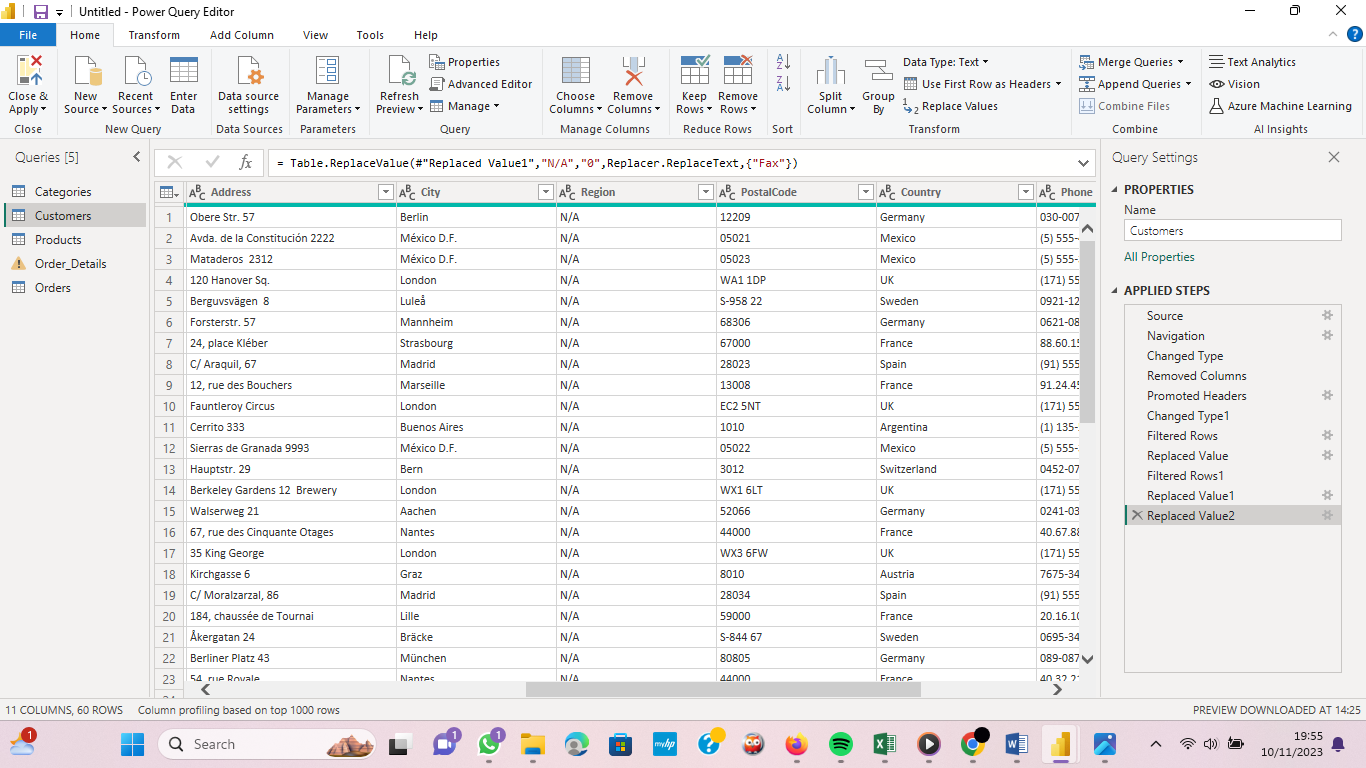 Untitled - Power Query Editor
File Home Transform Add Column View Tools Help
Close & Apply
New Source
Recent Sources
Enter Data
Data source settings
Manage Parameters
Refresh Preview
Properties
Advanced Editor
Manage
Choose Columns
Remove Columns
Keep Rows
Remove Rows
Split Column
Group By
Data Type: Text
Use First Row as Headers
Replace Values
Merge Queries
Append Queries
Combine Files
Text Analytics
Vision
Azure Machine Learning
Close New Query Data Sources Parameters Query Manage Columns Reduce Rows Sort Transform Combine AI Insights
Queries [5]
Categories
Customers
Products
Order_Details
Orders
= Table.ReplaceValue(#"Replaced Value1","N/A","0",Replacer.ReplaceText,{"Fax"})
Address City Region PostalCode Country Phone
1 Obere Str. 57 Berlin N/A 12209 Germany 030-007
2 Avda. de la Constitución 2222 México D.F. N/A 05021 Mexico (5) 555-
3 Mataderos 2312 México D.F. N/A 05023 Mexico (5) 555-
4 120 Hanover Sq. London N/A WA1 1DP UK (171) 55
5 Berguvsvägen 8 Luleå N/A S-958 22 Sweden 0921-12
6 Forsterstr. 57 Mannheim N/A 68306 Germany 0621-08
7 24, place Kléber Strasbourg N/A 67000 France 88.60.15
8 C/ Araquil, 67 Madrid N/A 28023 Spain (91) 555
9 12, rue des Bouchers Marseille N/A 13008 France 91.24.45
10 Fauntleroy Circus London N/A EC2 5NT UK (171) 55
11 Cerrito 333 Buenos Aires N/A 1010 Argentina (1) 135-
12 Sierras de Granada 9993 México D.F. N/A 05022 Mexico (5) 555-
13 Hauptstr. 29 Bern N/A 3012 Switzerland 0452-07
14 Berkeley Gardens 12 Brewery London N/A WX1 6LT UK (171) 55
15 Walserweg 21 Aachen N/A 52066 Germany 0241-03
16 67, rue des Cinquante Otages Nantes N/A 44000 France 40.67.88
17 35 King George London N/A WX3 6FW UK (171) 55
18 Kirchgasse 6 Graz N/A 8010 Austria 7675-34
19 C/ Moralzarzal, 86 Madrid N/A 28034 Spain (91) 555
20 184, chaussée de Tournai Lille N/A 59000 France 20.16.10
21 Åkergatan 24 Bräcke N/A S-844 67 Sweden 0695-34
22 Berliner Platz 43 München N/A 80805 Germany 089-087
23 54, rue Royale Nantes N/A 44000 France 40.32.21
Query Settings
PROPERTIES
Name
Customers
All Properties
APPLIED STEPS
Source
Navigation
Changed Type
Removed Columns
Promoted Headers
Changed Type1
Filtered Rows
Replaced Value
Filtered Rows1
Replaced Value1
Replaced Value2
11 COLUMNS, 60 ROWS Column profiling based on top 1000 rows PREVIEW DOWNLOADED AT 14:25
Search
19:55
10/11/2023